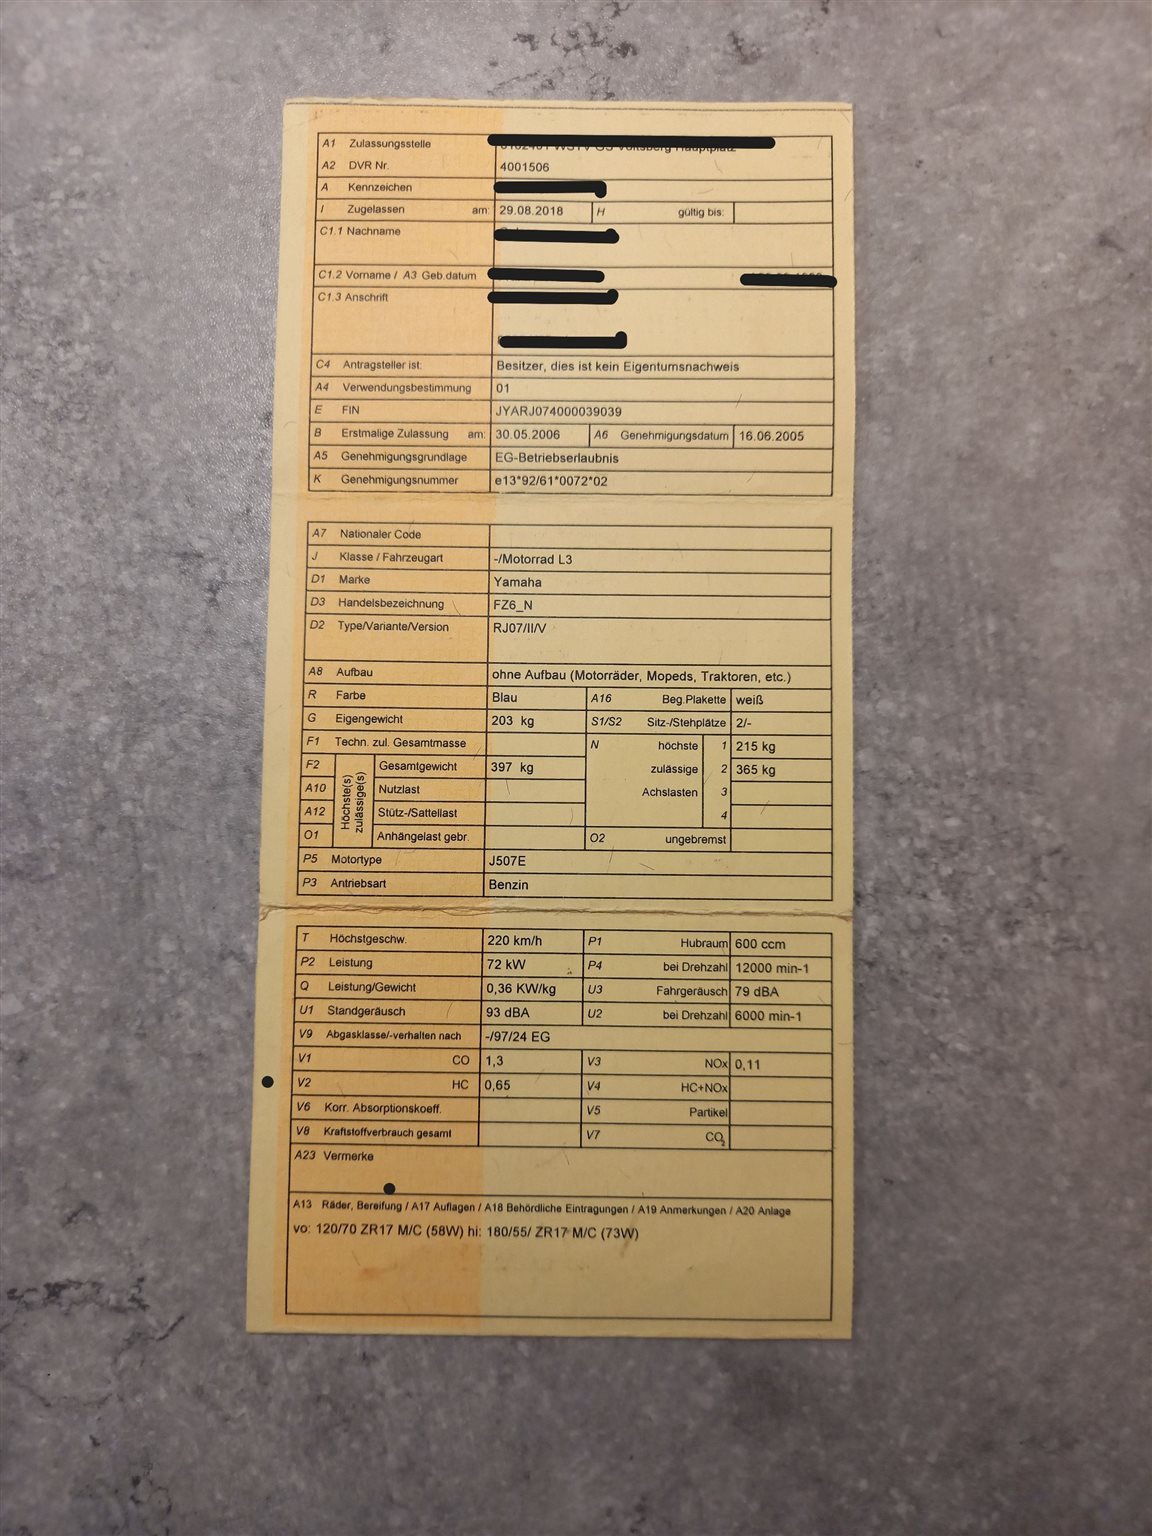 A1 Zulassungsstelle
A2 DVR Nr. 4001506
A Kennzeichen
I Zugelassen am: 29.08.2018 H gültig bis:
C1.1 Nachname
C1.2 Vorname / A3 Geb.datum
C1.3 Anschrift
C4 Antragsteller ist: Besitzer, dies ist kein Eigentumsnachweis
A4 Verwendungsbestimmung 01
E FIN JYARJ074000039039
B Erstmalige Zulassung am: 30.05.2006 A6 Genehmigungsdatum 16.06.2005
A5 Genehmigungsgrundlage EG-Betriebserlaubnis
K Genehmigungsnummer e13*92/61*0072*02
A7 Nationaler Code
J Klasse / Fahrzeugart -/Motorrad L3
D1 Marke Yamaha
D3 Handelsbezeichnung FZ6_N
D2 Type/Variante/Version RJ07/II/V
A8 Aufbau ohne Aufbau (Motorräder, Mopeds, Traktoren, etc.)
R Farbe Blau A16 Beg.Plakette weiß
G Eigengewicht 203 kg S1/S2 Sitz-/Stehplätze 2/-
F1 Techn. zul. Gesamtmasse N höchste 1 215 kg
F2 Höchste(s) zulässige(s) Gesamtgewicht 397 kg zulässige 2 365 kg
A10 Nutzlast Achslasten 3
A12 Stütz-/Sattellast 4
O1 Anhängelast gebr. O2 ungebremst
P5 Motortype J507E
P3 Antriebsart Benzin
T Höchstgeschw. 220 km/h P1 Hubraum 600 ccm
P2 Leistung 72 kW P4 bei Drehzahl 12000 min-1
Q Leistung/Gewicht 0,36 KW/kg U3 Fahrgeräusch 79 dBA
U1 Standgeräusch 93 dBA U2 bei Drehzahl 6000 min-1
V9 Abgasklasse/-verhalten nach -/97/24 EG
V1 CO 1,3 V3 NOx 0,11
V2 HC 0,65 V4 HC+NOx
V6 Korr. Absorptionskoeff. V5 Partikel
V8 Kraftstoffverbrauch gesamt V7 CO2
A23 Vermerke
A13 Räder, Bereifung / A17 Auflagen / A18 Behördliche Eintragungen / A19 Anmerkungen / A20 Anlage
vo: 120/70 ZR17 M/C (58W) hi: 180/55/ ZR17 M/C (73W)